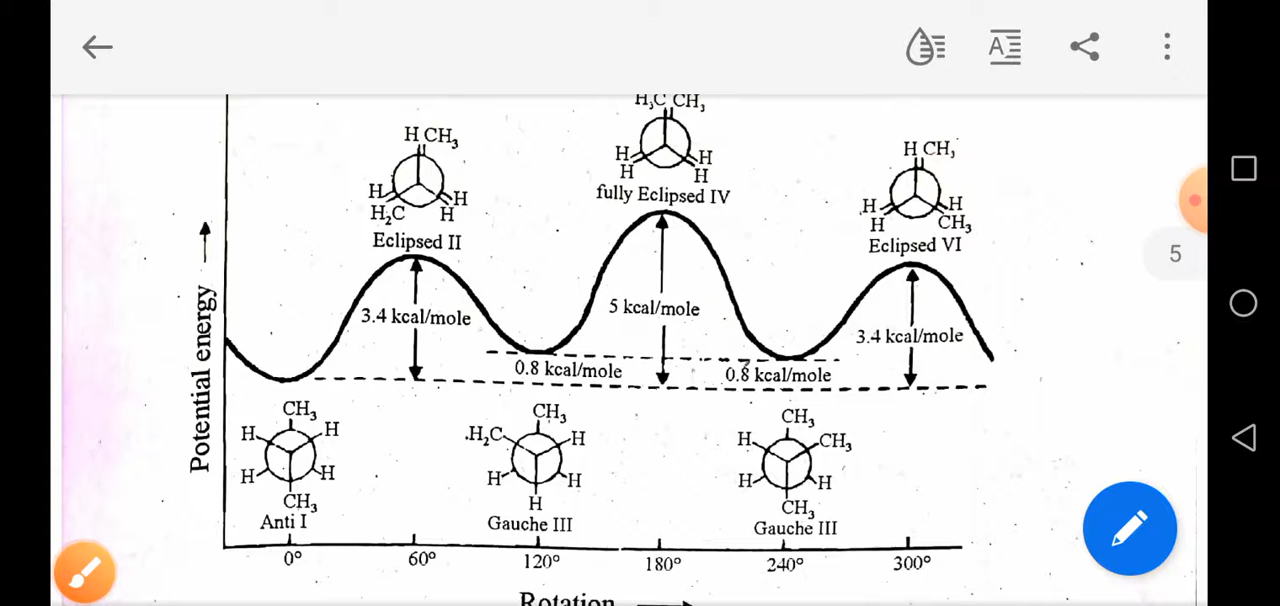 H₃C CH₃
H CH₃
H CH,
H H
H H
fully Eclipsed IV
H H
H₂C H
Eclipsed II
H H
H CH₃
Eclipsed VI
5
Potential energy
3.4 kcal/mole
5 kcal/mole
3.4 kcal/mole
0.8 kcal/mole
0.8 kcal/mole
CH₃
H H
H H
CH₃
Anti I
CH₃
.H₂C H
H H
H
Gauche III
CH₃
H CH₃
H H
CH₃
Gauche III
0° 60° 120° 180° 240° 300°
Rotation